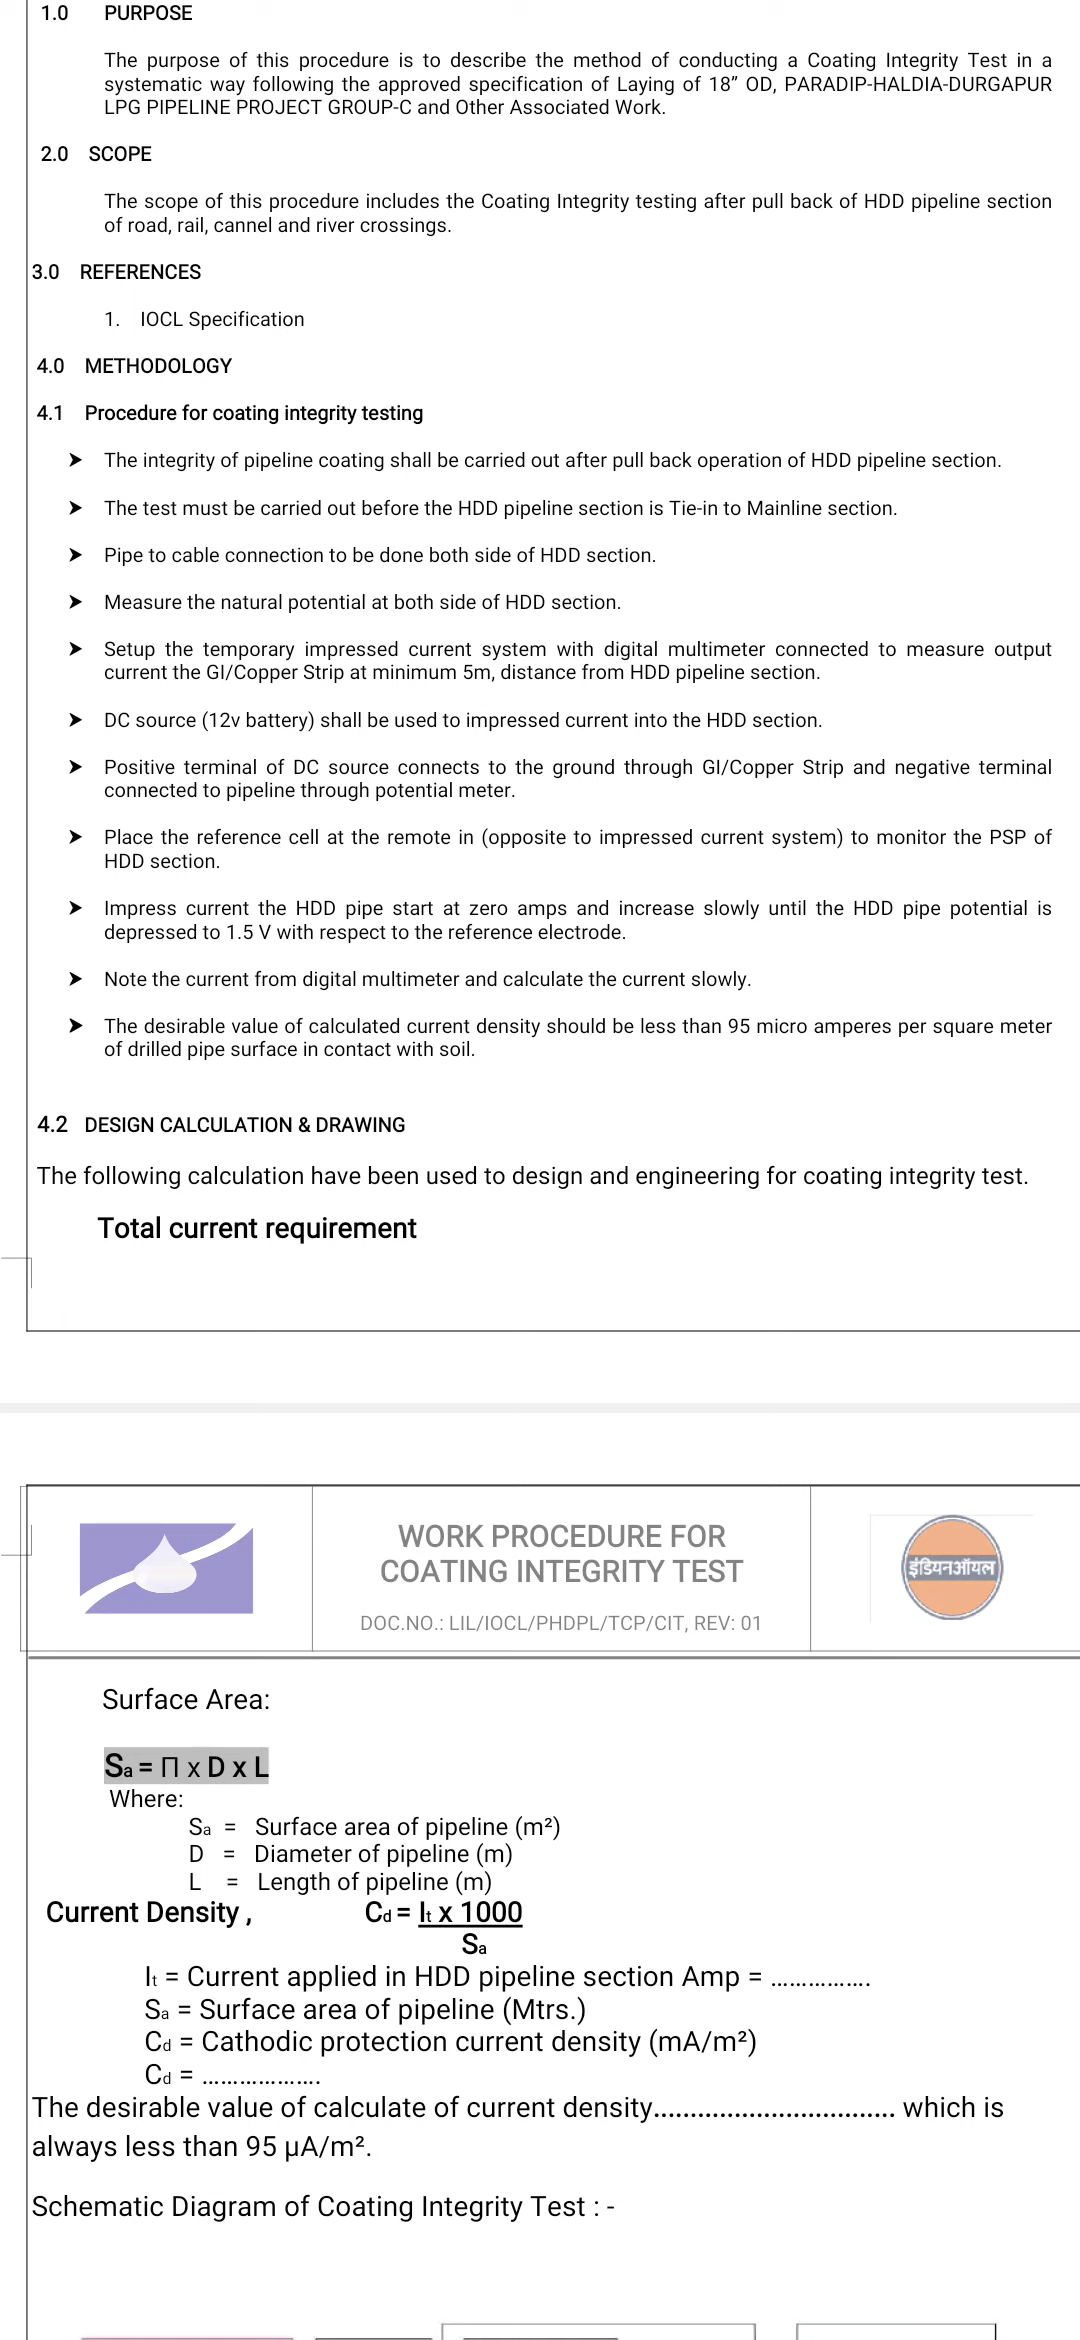 1.0 PURPOSE
The purpose of this procedure is to describe the method of conducting a Coating Integrity Test in a
systematic way following the approved specification of Laying of 18” OD, PARADIP-HALDIA-DURGAPUR
LPG PIPELINE PROJECT GROUP-C and Other Associated Work.
2.0 SCOPE
The scope of this procedure includes the Coating Integrity testing after pull back of HDD pipeline section
of road, rail, cannel and river crossings.
3.0 REFERENCES
1. IOCL Specification
4.0 METHODOLOGY
4.1 Procedure for coating integrity testing
➤ The integrity of pipeline coating shall be carried out after pull back operation of HDD pipeline section.
➤ The test must be carried out before the HDD pipeline section is Tie-in to Mainline section.
➤ Pipe to cable connection to be done both side of HDD section.
➤ Measure the natural potential at both side of HDD section.
➤ Setup the temporary impressed current system with digital multimeter connected to measure output
current the GI/Copper Strip at minimum 5m, distance from HDD pipeline section.
➤ DC source (12v battery) shall be used to impressed current into the HDD section.
➤ Positive terminal of DC source connects to the ground through GI/Copper Strip and negative terminal
connected to pipeline through potential meter.
➤ Place the reference cell at the remote in (opposite to impressed current system) to monitor the PSP of
HDD section.
➤ Impress current the HDD pipe start at zero amps and increase slowly until the HDD pipe potential is
depressed to 1.5 V with respect to the reference electrode.
➤ Note the current from digital multimeter and calculate the current slowly.
➤ The desirable value of calculated current density should be less than 95 micro amperes per square meter
of drilled pipe surface in contact with soil.
4.2 DESIGN CALCULATION & DRAWING
The following calculation have been used to design and engineering for coating integrity test.
Total current requirement
WORK PROCEDURE FOR
COATING INTEGRITY TEST
DOC.NO.: LIL/IOCL/PHDPL/TCP/CIT, REV: 01
इंडियनऑयल
Surface Area:
Sa = Π x D x L
Where:
Sa = Surface area of pipeline (m²)
D = Diameter of pipeline (m)
L = Length of pipeline (m)
Current Density , Cd = It x 1000
Sa
It = Current applied in HDD pipeline section Amp = ................
Sa = Surface area of pipeline (Mtrs.)
Cd = Cathodic protection current density (mA/m²)
Cd = ...................
The desirable value of calculate of current density................................ which is
always less than 95 µA/m².
Schematic Diagram of Coating Integrity Test : -